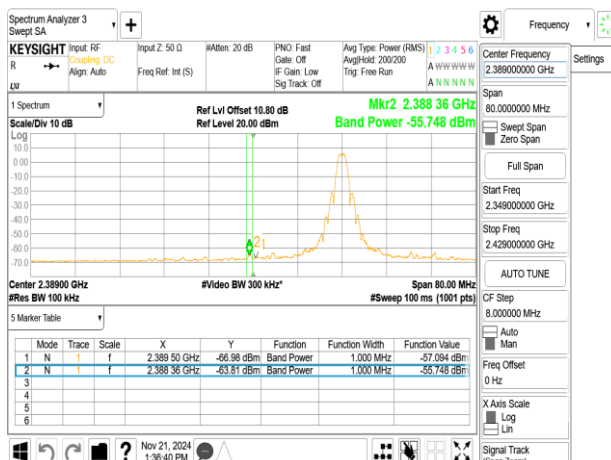 Spectrum Analyzer 3
Swept SA
Frequency
KEYSIGHT
R
Input: RF
Coupling: DC
Align: Auto
Input Z: 50 Ω
Freq Ref: Int (S)
#Atten: 20 dB
PNO: Fast
Gate: Off
IF Gain: Low
Sig Track: Off
Avg Type: Power (RMS)
Avg|Hold: 200/200
Trig: Free Run
1 2 3 4 5 6
A W W W W W
A N N N N N
LXI
1 Spectrum
Scale/Div 10 dB
Ref Lvl Offset 10.80 dB
Ref Level 20.00 dBm
Mkr2 2.388 36 GHz
Band Power -55.748 dBm
Log
10.0
0.00
-10.0
-20.0
-30.0
-40.0
-50.0
-60.0
-70.0
2
1
Center 2.38900 GHz
#Res BW 100 kHz
#Video BW 300 kHz*
Span 80.00 MHz
#Sweep 100 ms (1001 pts)
5 Marker Table
Mode Trace Scale X Y Function Function Width Function Value
1 N 1 f 2.389 50 GHz -66.98 dBm Band Power 1.000 MHz -57.094 dBm
2 N 1 f 2.388 36 GHz -63.81 dBm Band Power 1.000 MHz -55.748 dBm
3
4
5
6
?
Nov 21, 2024
1:36:40 PM
Center Frequency
2.389000000 GHz
Settings
Span
80.0000000 MHz
Swept Span
Zero Span
Full Span
Start Freq
2.349000000 GHz
Stop Freq
2.429000000 GHz
AUTO TUNE
CF Step
8.000000 MHz
Auto
Man
Freq Offset
0 Hz
X Axis Scale
Log
Lin
Signal Track